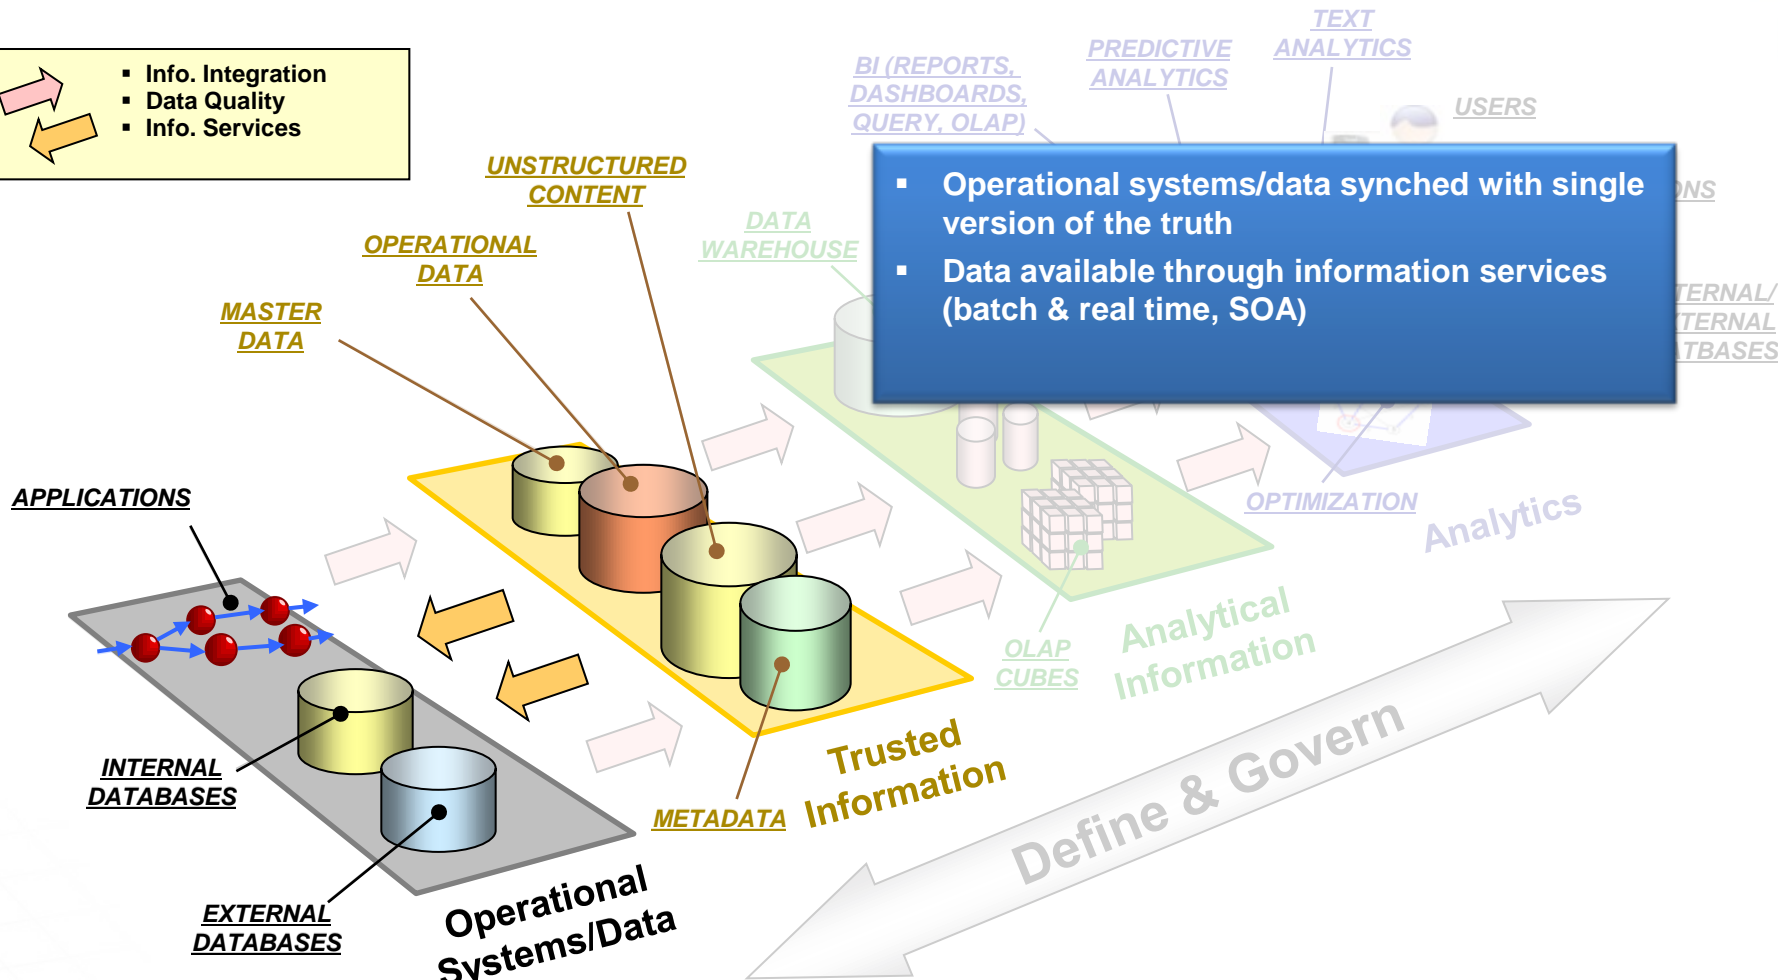 ▪ Info. Integration
▪ Data Quality
▪ Info. Services
TEXT
ANALYTICS
PREDICTIVE
ANALYTICS
BI (REPORTS,
DASHBOARDS,
QUERY, OLAP)
USERS
▪ Operational systems/data synched with single
version of the truth
▪ Data available through information services
(batch & real time, SOA)
UNSTRUCTURED
CONTENT
OPERATIONAL
DATA
MASTER
DATA
DATA
WAREHOUSE
APPLICATIONS
OPTIMIZATION
Analytics
OLAP
CUBES
Analytical
Information
INTERNAL
DATABASES
METADATA
Trusted
Information
Define & Govern
EXTERNAL
DATABASES
Operational
Systems/Data